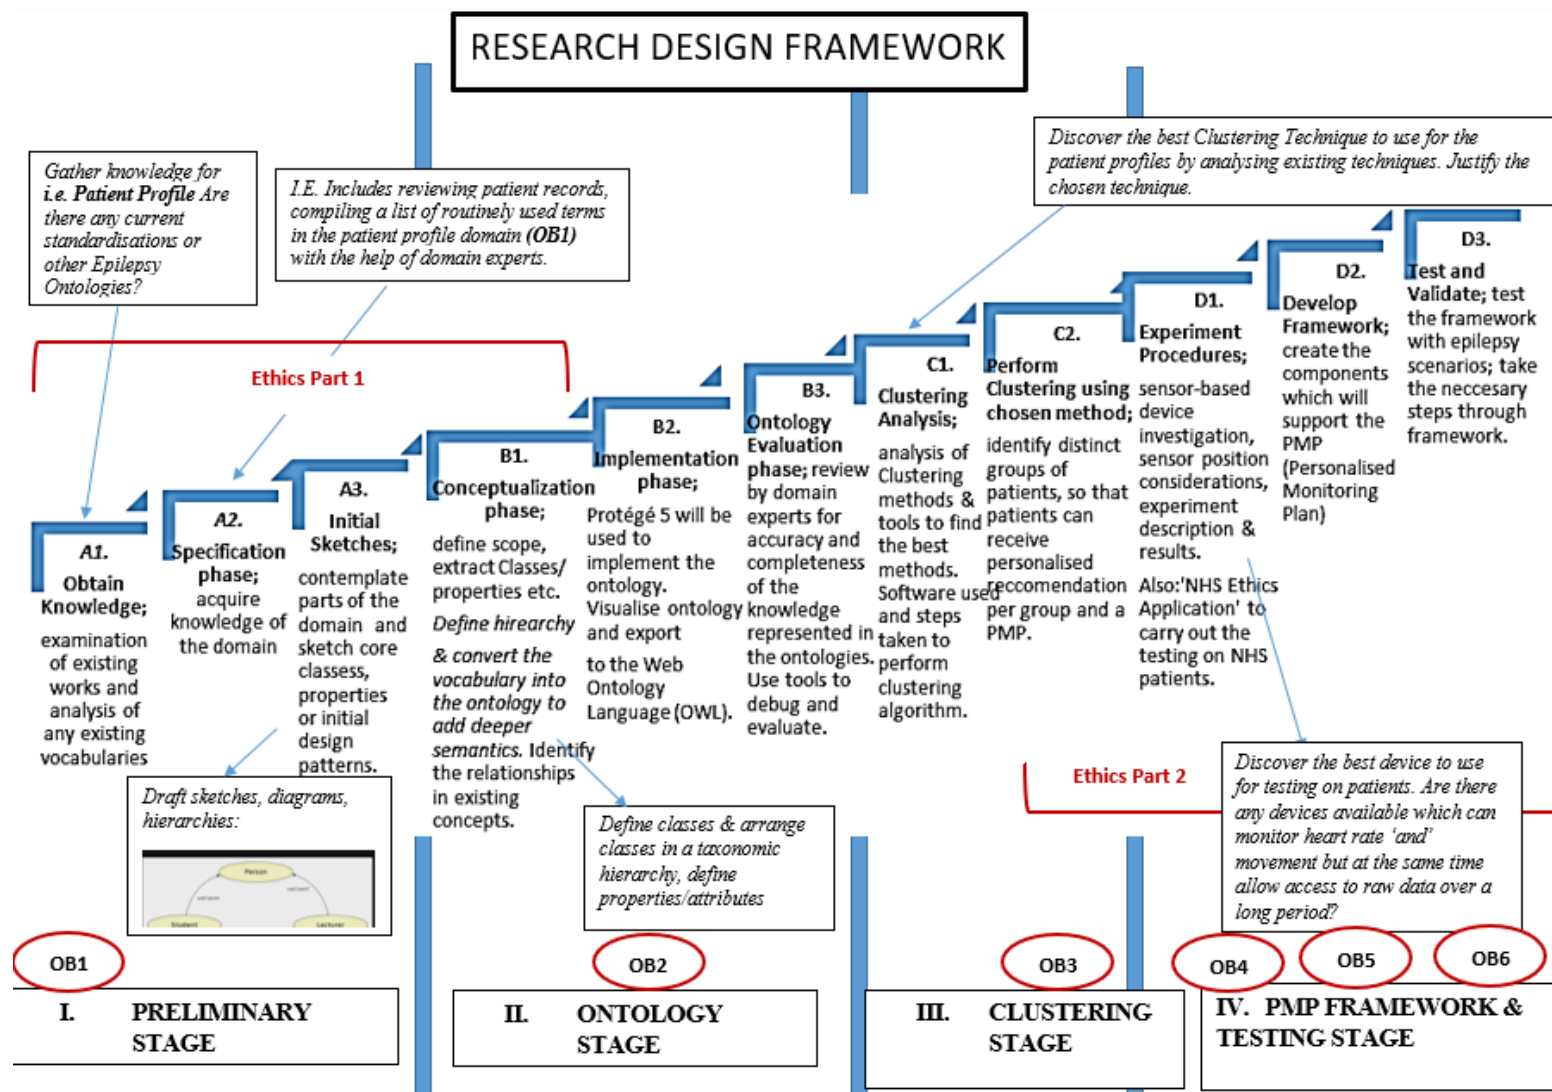 RESEARCH DESIGN FRAMEWORK
Gather knowledge for
i.e. Patient Profile Are
there any current
standardisations or
other Epilepsy
Ontologies?
I.E. Includes reviewing patient records,
compiling a list of routinely used terms
in the patient profile domain (OB1)
with the help of domain experts.
Discover the best Clustering Technique to use for the
patient profiles by analysing existing techniques. Justify the
chosen technique.
Ethics Part 1
A1.
Obtain
Knowledge;
examination
of existing
works and
analysis of
any existing
vocabularies
A2.
Specification
phase;
acquire
knowledge of
the domain
A3.
Initial
Sketches;
contemplate
parts of the
domain and
sketch core
classess,
properties
or initial
design
patterns.
B1.
Conceptualization
phase;
define scope,
extract Classes/
properties etc.
Define hirearchy
& convert the
vocabulary into
the ontology to
add deeper
semantics. Identify
the relationships
in existing
concepts.
B2.
Implementation
phase;
Protégé 5 will be
used to
implement the
ontology.
Visualise ontology
and export
to the Web
Ontology
Language (OWL).
B3.
Ontology
Evaluation
phase; review
by domain
experts for
accuracy and
completeness
of the
knowledge
represented in
the ontologies.
Use tools to
debug and
evaluate.
C1.
Clustering
Analysis;
analysis of
Clustering
methods &
tools to find
the best
methods.
Software used
and steps
taken to
perform
clustering
algorithm.
C2.
Perform
Clustering using
chosen method;
identify distinct
groups of
patients, so that
patients can
receive
personalised
reccomendation
per group and a
PMP.
D1.
Experiment
Procedures;
sensor-based
device
investigation,
sensor position
considerations,
experiment
description &
results.
Also:'NHS Ethics
Application' to
carry out the
testing on NHS
patients.
D2.
Develop
Framework;
create the
components
which will
support the
PMP
(Personalised
Monitoring
Plan)
D3.
Test and
Validate; test
the framework
with epilepsy
scenarios; take
the neccesary
steps through
framework.
Ethics Part 2
Draft sketches, diagrams,
hierarchies:
Person
Student
Lecturer
Define classes & arrange
classes in a taxonomic
hierarchy, define
properties/attributes
Discover the best device to use
for testing on patients. Are there
any devices available which can
monitor heart rate ‘and’
movement but at the same time
allow access to raw data over a
long period?
OB1
OB2
OB3
OB4
OB5
OB6
I. PRELIMINARY
STAGE
II. ONTOLOGY
STAGE
III. CLUSTERING
STAGE
IV. PMP FRAMEWORK &
TESTING STAGE